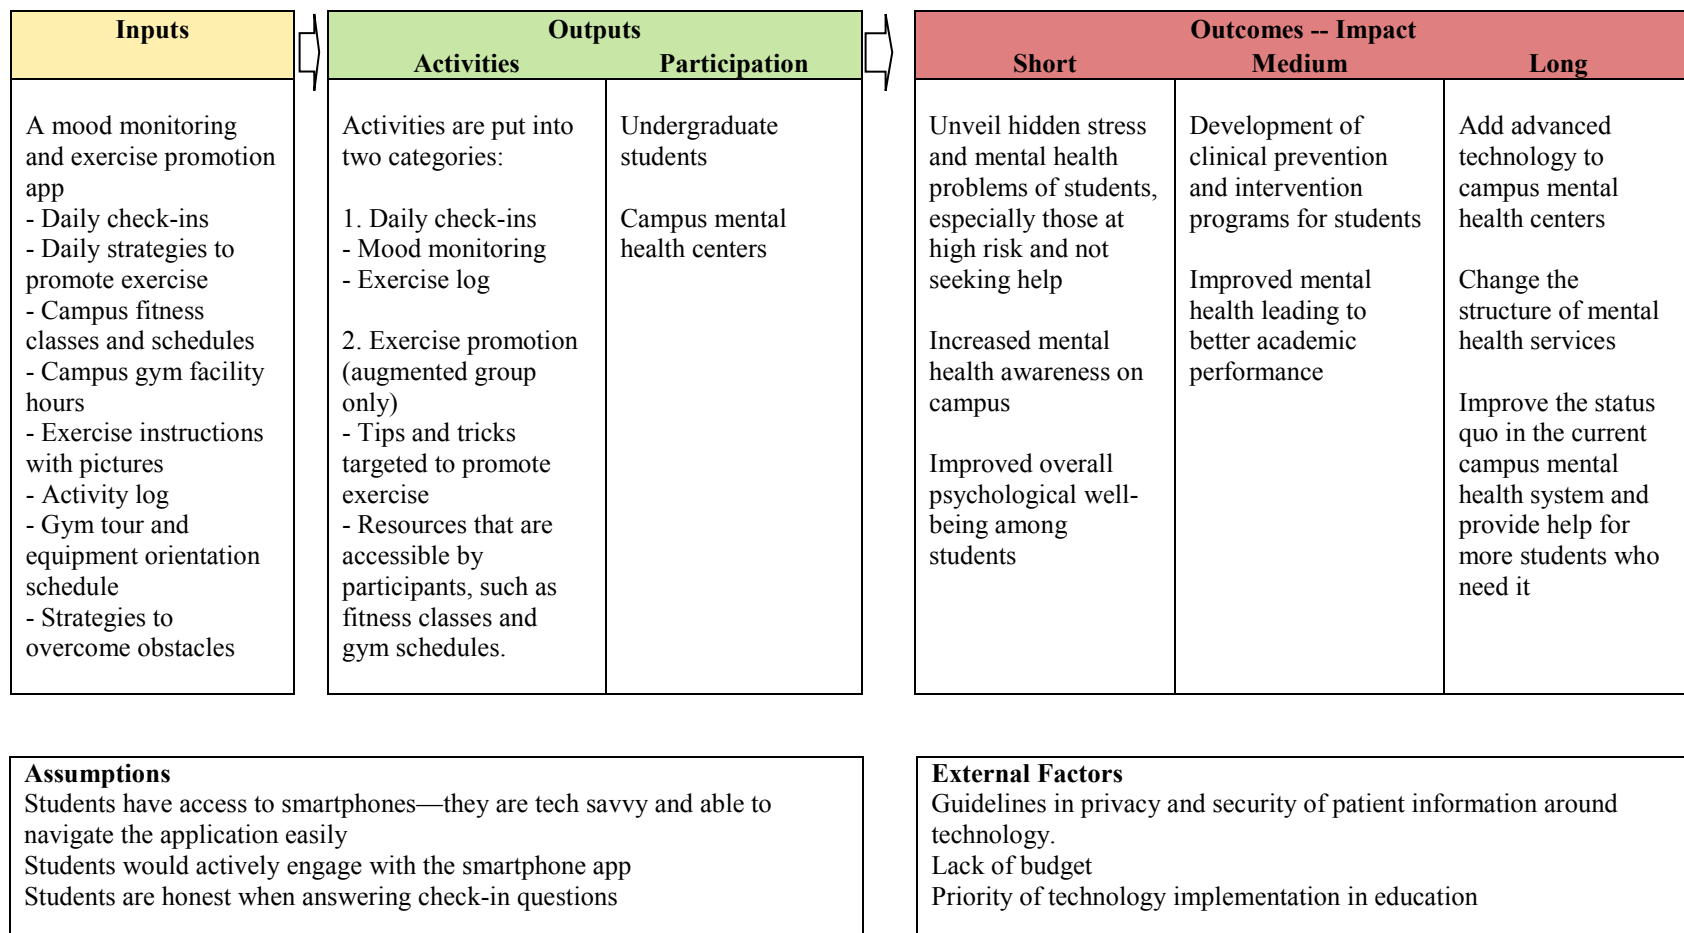 Inputs
A mood monitoring
and exercise promotion
app
- Daily check-ins
- Daily strategies to
promote exercise
- Campus fitness
classes and schedules
- Campus gym facility
hours
- Exercise instructions
with pictures
- Activity log
- Gym tour and
equipment orientation
schedule
- Strategies to
overcome obstacles
Outputs
Activities
Participation
Activities are put into
two categories:
1. Daily check-ins
- Mood monitoring
- Exercise log
2. Exercise promotion
(augmented group
only)
- Tips and tricks
targeted to promote
exercise
- Resources that are
accessible by
participants, such as
fitness classes and
gym schedules.
Undergraduate
students
Campus mental
health centers
Outcomes -- Impact
Short
Medium
Long
Unveil hidden stress
and mental health
problems of students,
especially those at
high risk and not
seeking help
Increased mental
health awareness on
campus
Improved overall
psychological well-
being among
students
Development of
clinical prevention
and intervention
programs for students
Improved mental
health leading to
better academic
performance
Add advanced
technology to
campus mental
health centers
Change the
structure of mental
health services
Improve the status
quo in the current
campus mental
health system and
provide help for
more students who
need it
Assumptions
Students have access to smartphones—they are tech savvy and able to
navigate the application easily
Students would actively engage with the smartphone app
Students are honest when answering check-in questions
External Factors
Guidelines in privacy and security of patient information around
technology.
Lack of budget
Priority of technology implementation in education